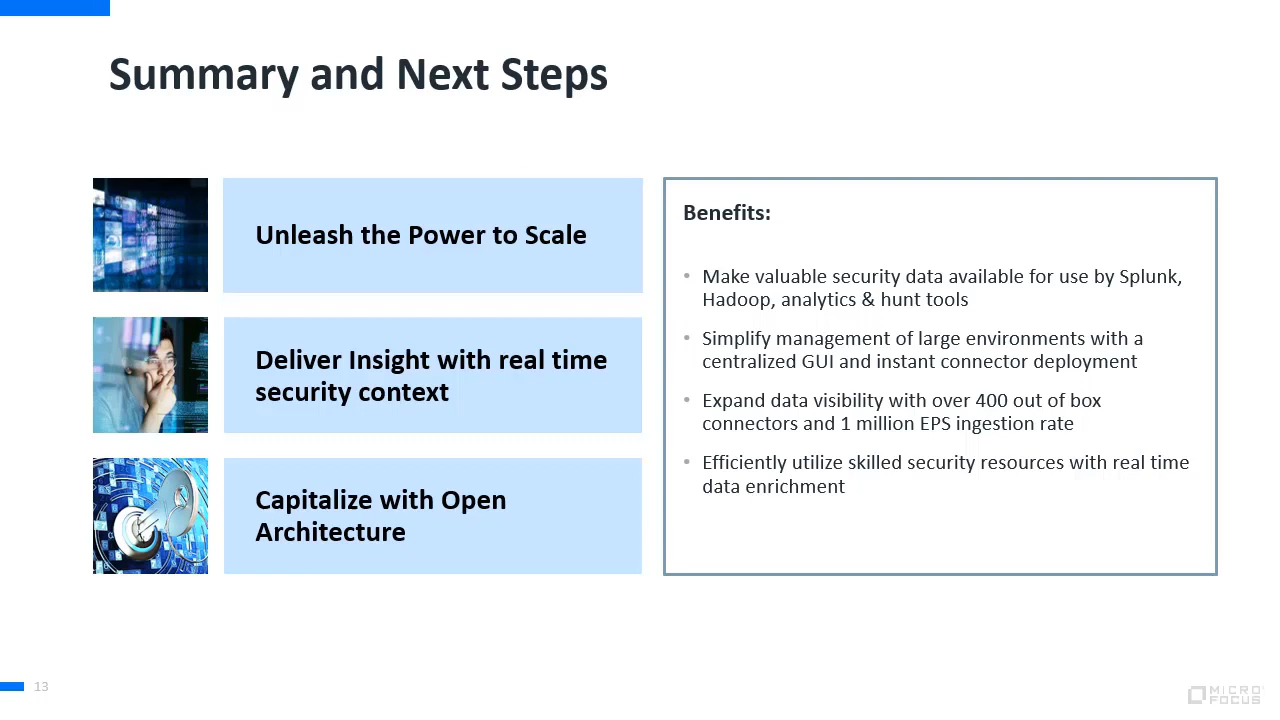 Summary and Next Steps
Unleash the Power to Scale
Deliver Insight with real time
security context
Capitalize with Open
Architecture
Benefits:
• Make valuable security data available for use by Splunk,
Hadoop, analytics & hunt tools
• Simplify management of large environments with a
centralized GUI and instant connector deployment
• Expand data visibility with over 400 out of box
connectors and 1 million EPS ingestion rate
• Efficiently utilize skilled security resources with real time
data enrichment
13
MICRO
FOCUS